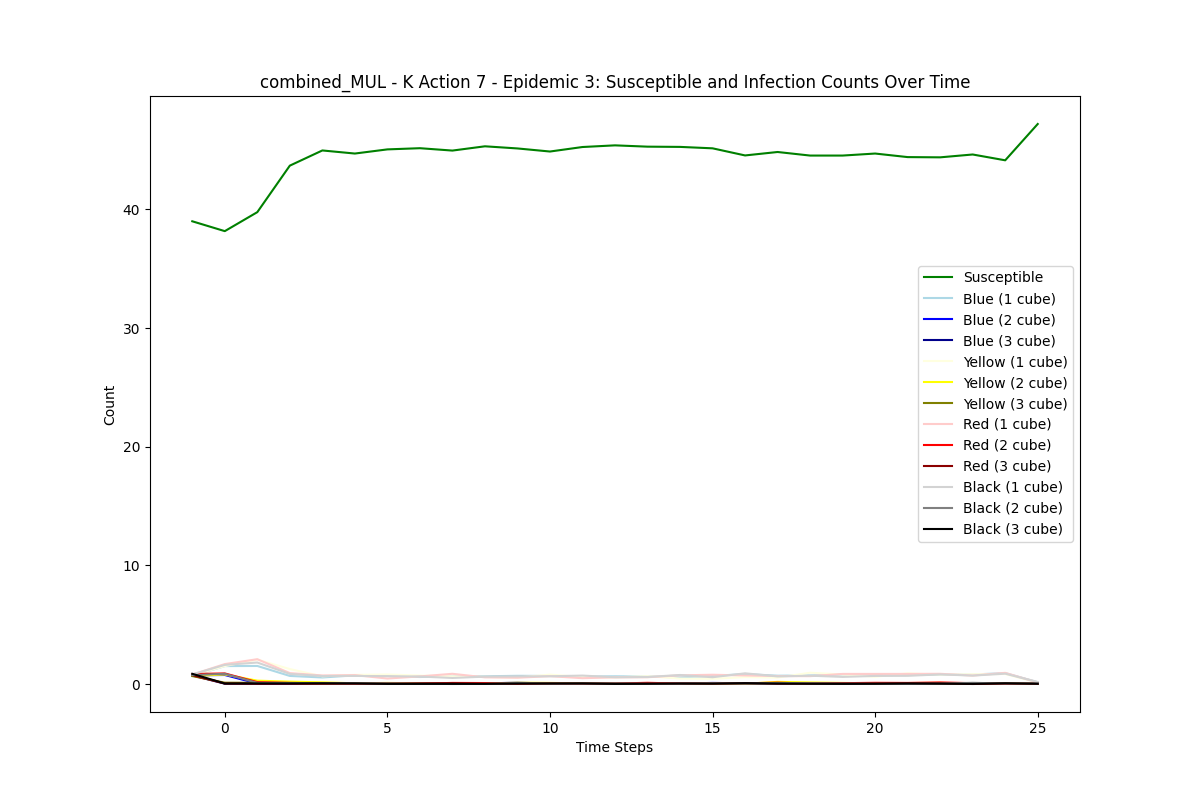 combined_MUL - K Action 7 - Epidemic 3: Susceptible and Infection Counts Over Time
Count
40
30
20
10
0
Susceptible
Blue (1 cube)
Blue (2 cube)
Blue (3 cube)
Yellow (1 cube)
Yellow (2 cube)
Yellow (3 cube)
Red (1 cube)
Red (2 cube)
Red (3 cube)
Black (1 cube)
Black (2 cube)
Black (3 cube)
0 5 10 15 20 25
Time Steps